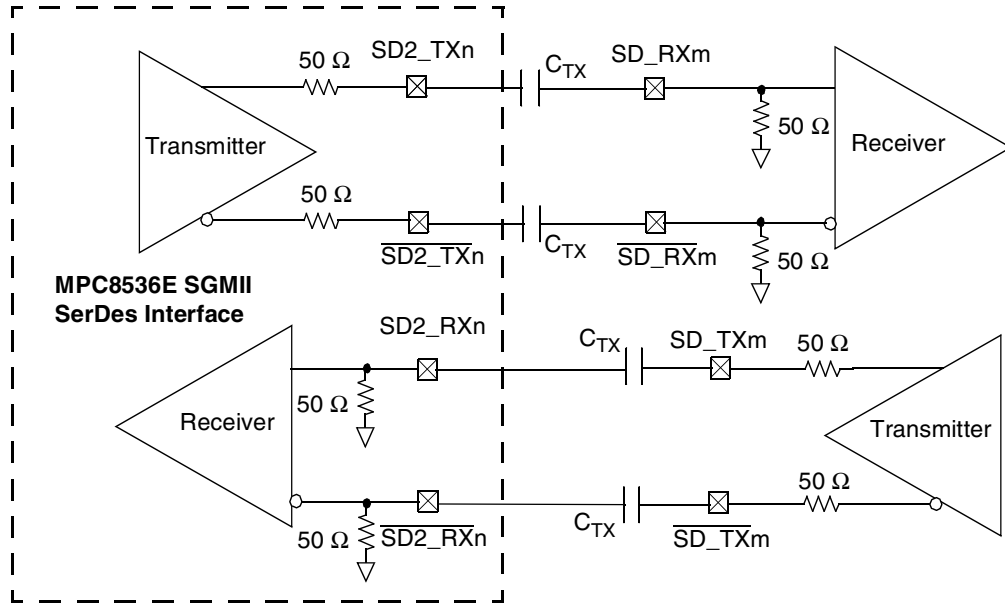 SD2_TXn
50 Ω
C_TX
SD_RXm
50 Ω
Transmitter
Receiver
50 Ω
SD2_TXn
C_TX
SD_RXm
50 Ω
MPC8536E SGMII
SerDes Interface
SD2_RXn
C_TX
SD_TXm
50 Ω
50 Ω
Receiver
Transmitter
50 Ω
50 Ω
SD2_RXn
C_TX
SD_TXm